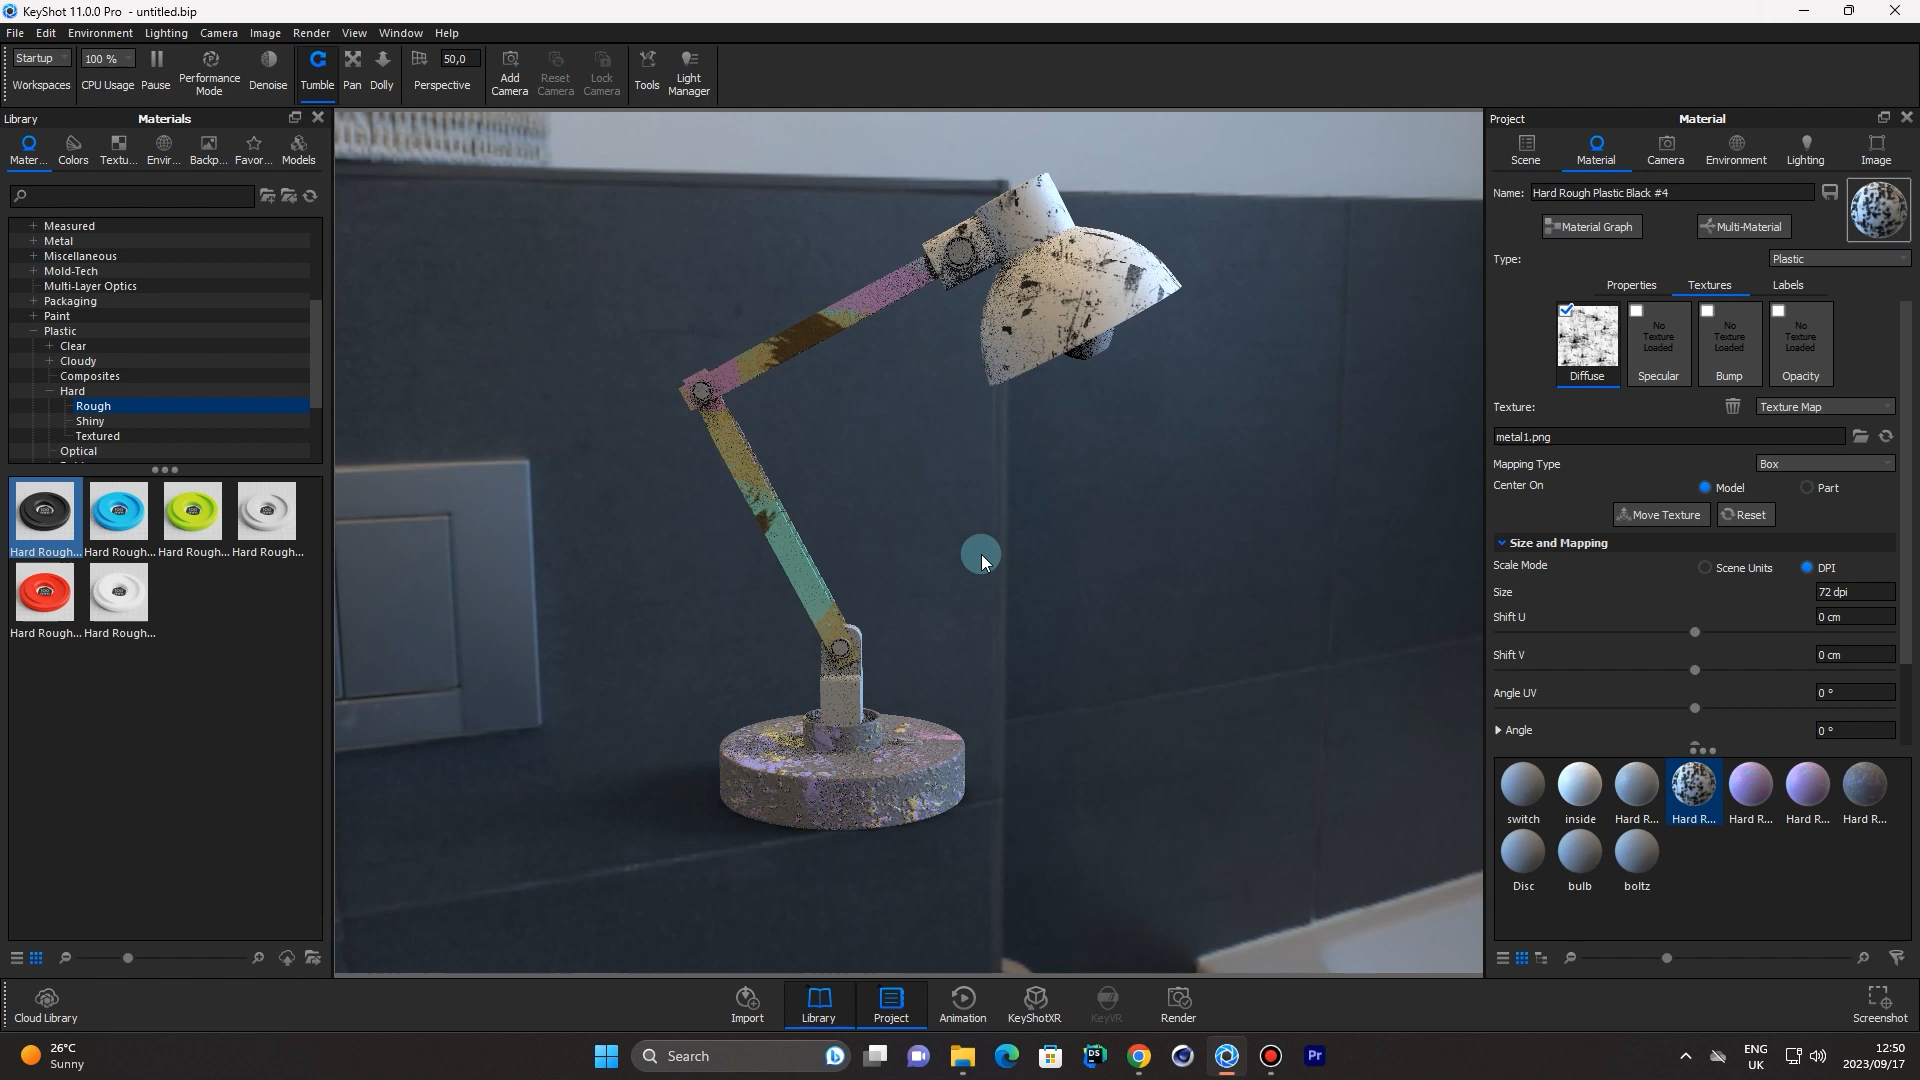 KeyShot 11.0.0 Pro - untitled.bip
File Edit Environment Lighting Camera Image Render View Window Help
Startup 100 % 50,0
Workspaces CPU Usage Pause Performance Mode Denoise Tumble Pan Dolly Perspective Add Camera Reset Camera Lock Camera Tools Light Manager
Library Materials
Mater... Colors Textu... Envir... Backp... Favor... Models
Measured
Metal
Miscellaneous
Mold-Tech
Multi-Layer Optics
Packaging
Paint
Plastic
Clear
Cloudy
Composites
Hard
Rough
Shiny
Textured
Optical
Hard Rough... Hard Rough... Hard Rough... Hard Rough...
Hard Rough... Hard Rough...
Project Material
Scene Material Camera Environment Lighting Image
Name: Hard Rough Plastic Black #4
Material Graph Multi-Material
Type: Plastic
Properties Textures Labels
No Texture Loaded No Texture Loaded No Texture Loaded
Diffuse Specular Bump Opacity
Texture: Texture Map
metal1.png
Mapping Type Box
Center On Model Part
Move Texture Reset
Size and Mapping
Scale Mode Scene Units DPI
Size 72 dpi
Shift U 0 cm
Shift V 0 cm
Angle UV 0 °
Angle 0 °
switch inside Hard R... Hard R... Hard R... Hard R... Hard R...
Disc bulb boltz
Cloud Library Import Library Project Animation KeyShotXR KeyVR Render Screenshot
26°C
Sunny
Search
DS
Pr
ENG
UK
12:50
2023/09/17